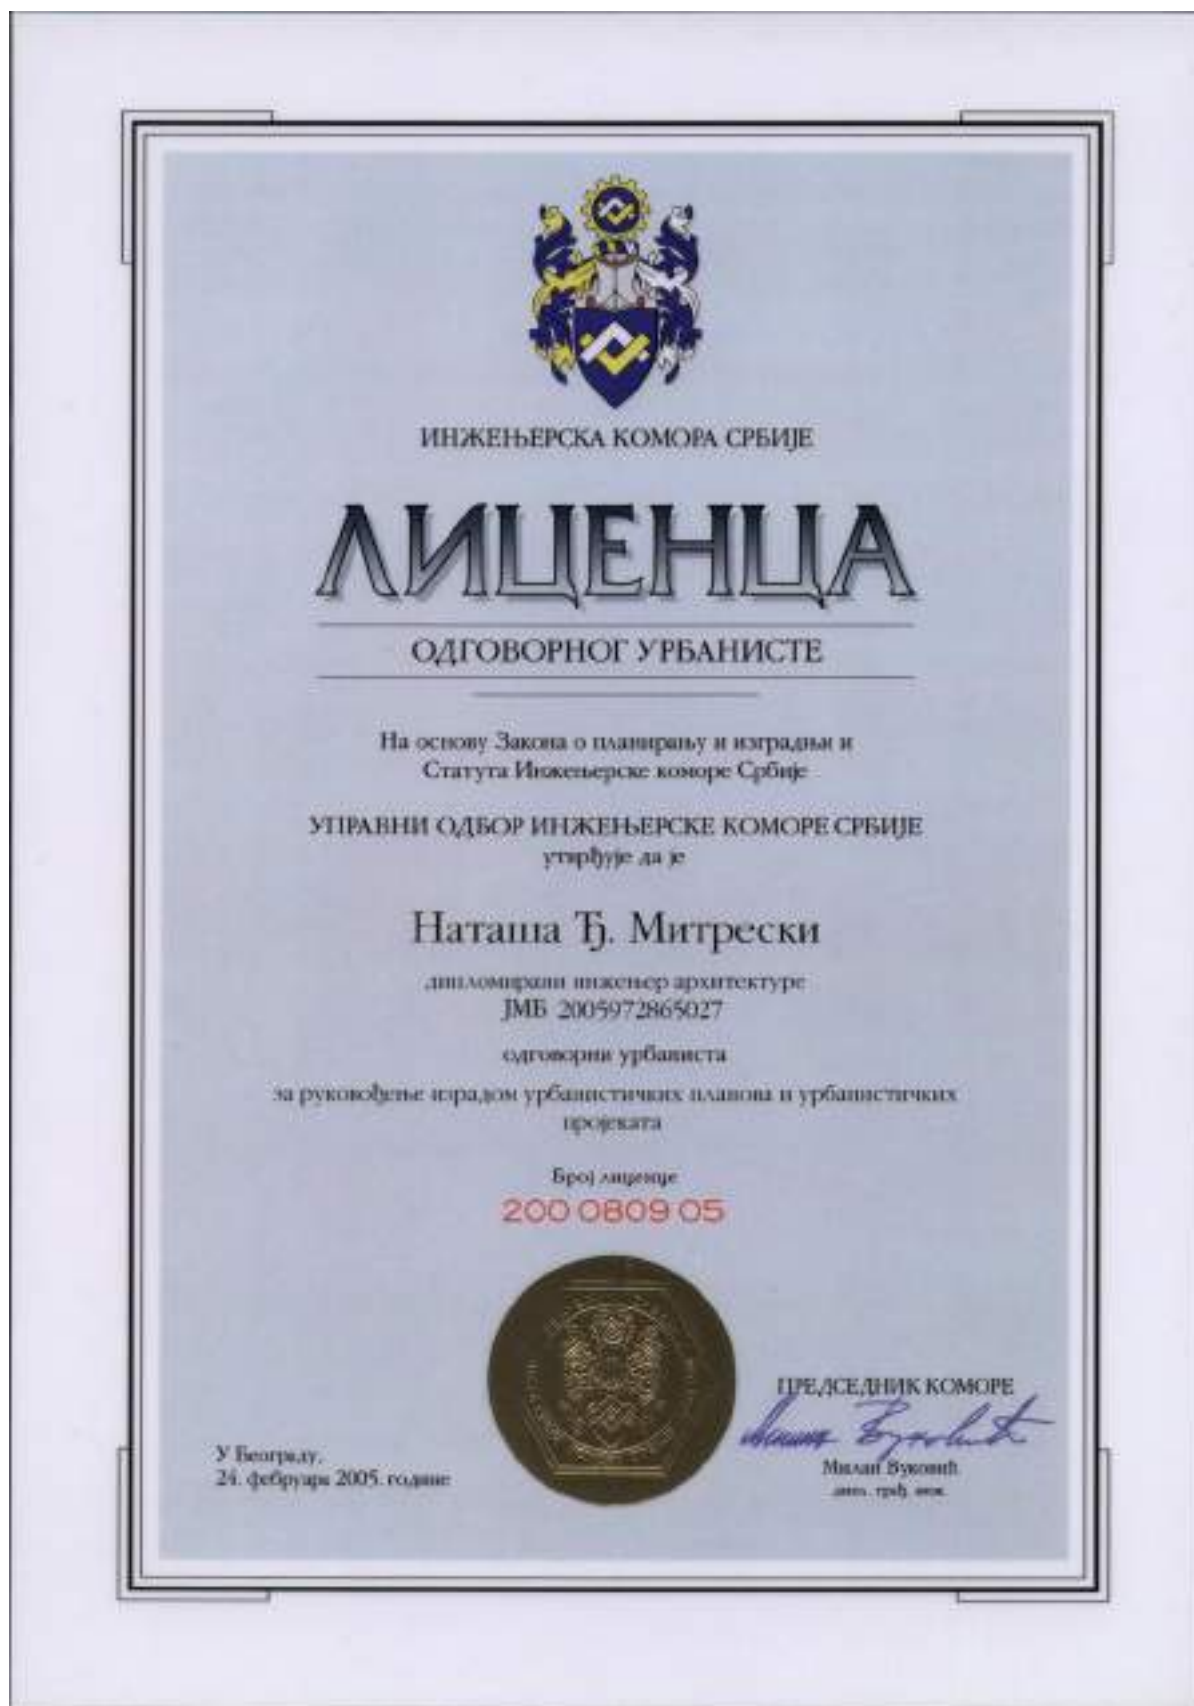 ИНЖЕЊЕРСКА КОМОРА СРБИЈЕ
ЛИЦЕНЦА
ОДГОВОРНОГ УРБАНИСТЕ
На основу Закона о планирању и изградњи и
Статута Инжењерске коморе Србије
УПРАВНИ ОДБОР ИНЖЕЊЕРСКЕ КОМОРЕ СРБИЈЕ
утврђује да је
Наташа Ђ. Митрески
дипломирани инжењер архитектуре
ЈМБ 2005972865027
одговорни урбаниста
за руковођење израдом урбанистичких планова и урбанистичких
пројеката
Број лиценце
200 0809 05
У Београду,
24. фебруара 2005. године
ПРЕДСЕДНИК КОМОРЕ
Милан Вуковић
дипл. грађ. инж.